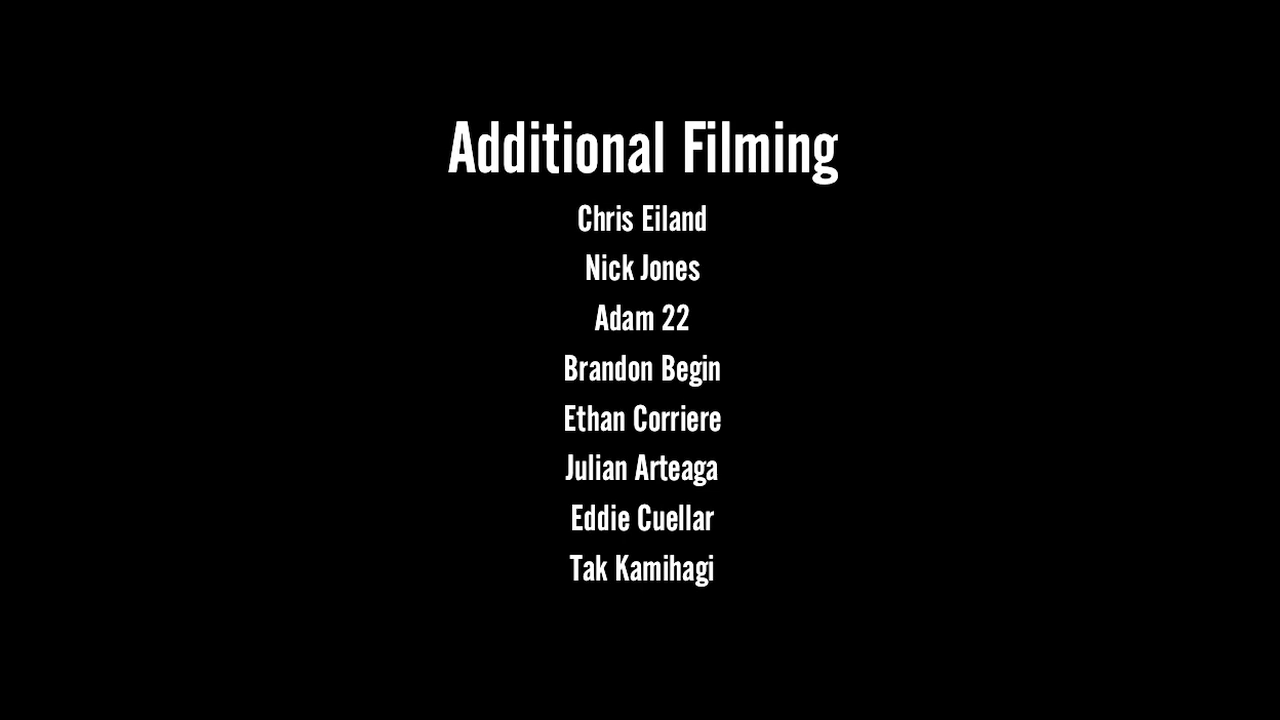 Additional Filming
Chris Eiland
Nick Jones
Adam 22
Brandon Begin
Ethan Corriere
Julian Arteaga
Eddie Cuellar
Tak Kamihagi